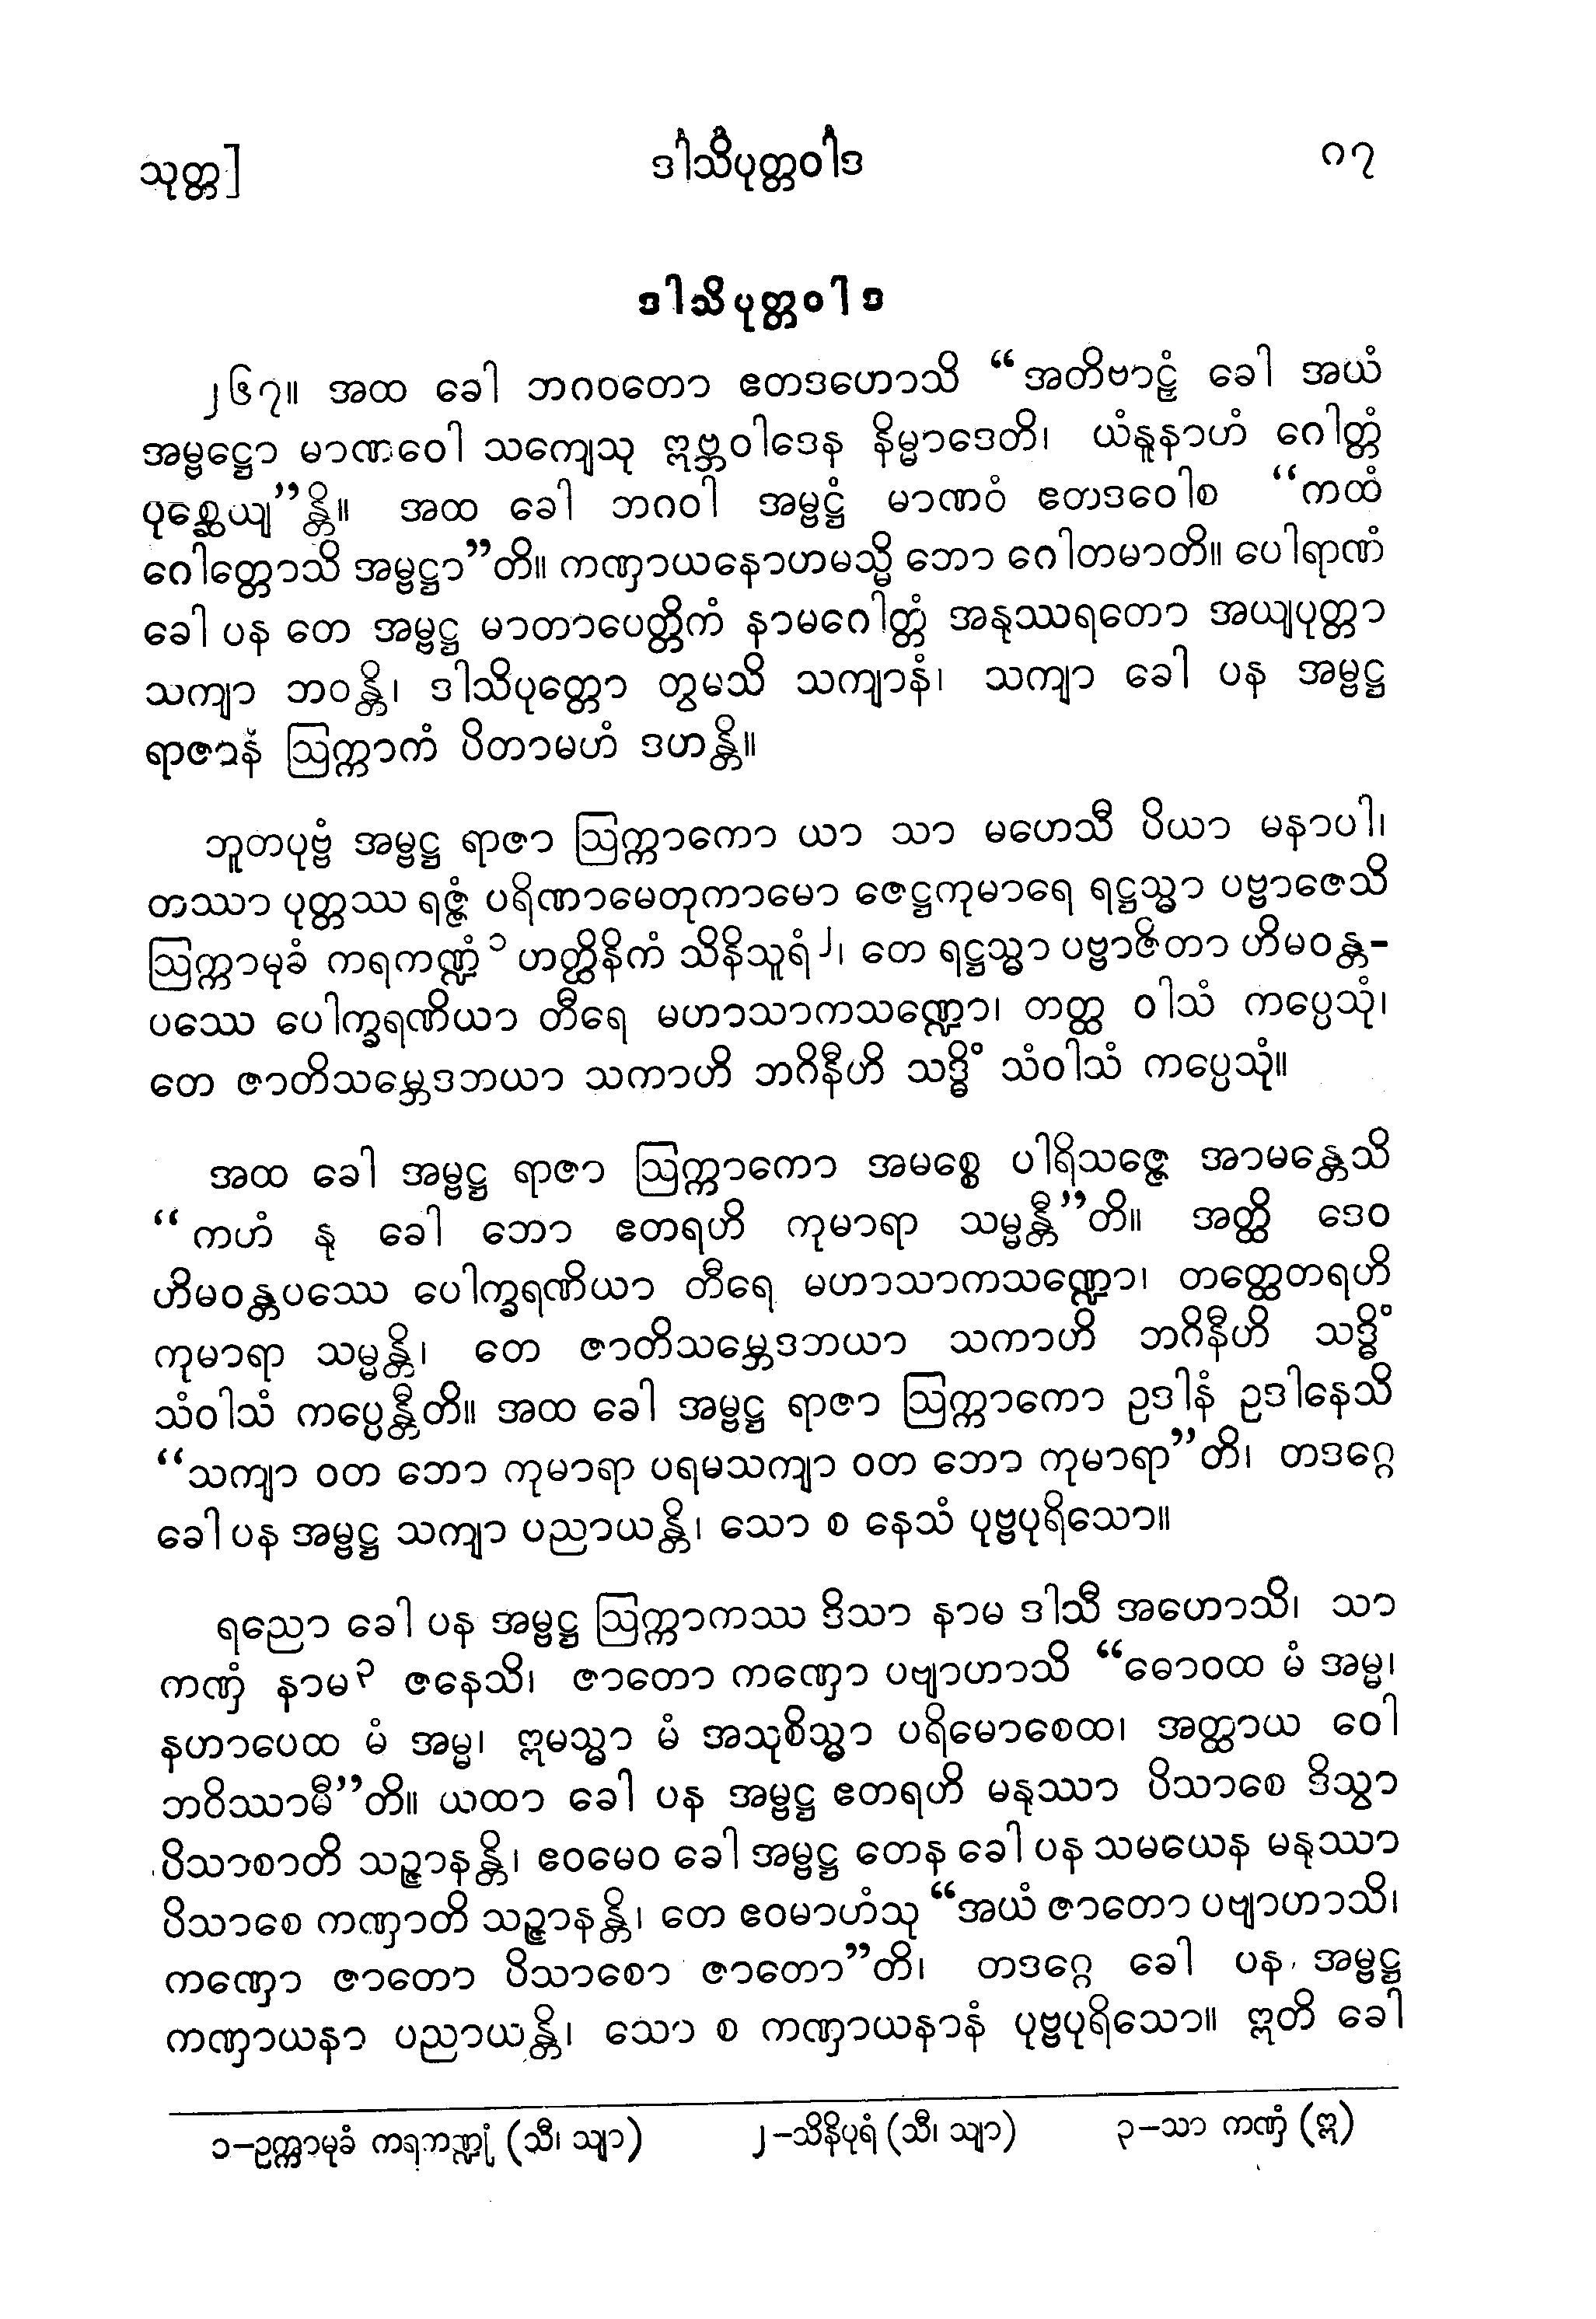 သုတ္တ]
ဒါသိပုတ္တဝါဒ
၈၇
ဒါသိပုတ္တဝါဒ
၂၆၇။ အထ ခေါ ဘဂဝတော ဧတဒဟောသိ “အတိဗာဠှံ ခေါ အယံ
အမ္ဗဋ္ဌော မာဏဝေါ သကျေသု ဣဗ္ဘဝါဒေန နိမ္မာဒေတိ၊ ယံနူနာဟံ ဂေါတ္တံ
ပုစ္ဆေယျ”န္တိ။ အထ ခေါ ဘဂဝါ အမ္ဗဋ္ဌံ မာဏဝံ ဧတဒဝေါစ “ကထံ
ဂေါတ္တောသိ အမ္ဗဋ္ဌာ”တိ။ ကဏှာယနောဟမသ္မိ ဘော ဂေါတမာတိ။ ပေါရာဏံ
ခေါ ပန တေ အမ္ဗဋ္ဌ မာတာပေတ္တိကံ နာမဂေါတ္တံ အနုဿရတော အယျပုတ္တာ
သကျာ ဘဝန္တိ၊ ဒါသိပုတ္တော တွမသိ သကျာနံ၊ သကျာ ခေါ ပန အမ္ဗဋ္ဌ
ရာဇာနံ ဩက္ကာကံ ပိတာမဟံ ဒဟန္တိ။
ဘူတပုဗ္ဗံ အမ္ဗဋ္ဌ ရာဇာ ဩက္ကာကော ယာ သာ မဟေသီ ပိယာ မနာပါ၊
တဿာ ပုတ္တဿ ရဇ္ဇံ ပရိဏာမေတုကာမော ဇေဋ္ဌကုမာရေ ရဋ္ဌသ္မာ ပဗ္ဗာဇေသိ
ဩက္ကာမုခံ ကရကဏ္ဍံ၁ ဟတ္ထိနိကံ သိနိသူရံ၂၊ တေ ရဋ္ဌသ္မာ ပဗ္ဗာဇိတာ ဟိမဝန္တ-
ပဿေ ပေါက္ခရဏိယာ တီရေ မဟာသာကသဏ္ဍော၊ တတ္ထ ဝါသံ ကပ္ပေသုံ၊
တေ ဇာတိသမ္ဘေဒဘယာ သကာဟိ ဘဂိနီဟိ သဒ္ဓိံ သံဝါသံ ကပ္ပေသုံ။
အထ ခေါ အမ္ဗဋ္ဌ ရာဇာ ဩက္ကာကော အမစ္စေ ပါရိသဇ္ဇေ အာမန္တေသိ
“ကဟံ နု ခေါ ဘော ဧတရဟိ ကုမာရာ သမ္မန္တီ”တိ။ အတ္ထိ ဒေဝ
ဟိမဝန္တပဿေ ပေါက္ခရဏိယာ တီရေ မဟာသာကသဏ္ဍော၊ တတ္ထေတရဟိ
ကုမာရာ သမ္မန္တိ၊ တေ ဇာတိသမ္ဘေဒဘယာ သကာဟိ ဘဂိနီဟိ သဒ္ဓိံ
သံဝါသံ ကပ္ပေန္တီတိ။ အထ ခေါ အမ္ဗဋ္ဌ ရာဇာ ဩက္ကာကော ဥဒါနံ ဥဒါနေသိ
“သကျာ ဝတ ဘော ကုမာရာ ပရမသကျာ ဝတ ဘော ကုမာရာ”တိ၊ တဒဂ္ဂေ
ခေါ ပန အမ္ဗဋ္ဌ သကျာ ပညာယန္တိ၊ သော စ နေသံ ပုဗ္ဗပုရိသော။
ရညော ခေါ ပန အမ္ဗဋ္ဌ ဩက္ကာကဿ ဒိသာ နာမ ဒါသီ အဟောသိ၊ သာ
ကဏှံ နာမ၃ ဇနေသိ၊ ဇာတော ကဏှော ပဗျာဟာသိ “ဓောဝထ မံ အမ္မ၊
နဟာပေထ မံ အမ္မ၊ ဣမသ္မာ မံ အသုစိသ္မာ ပရိမောစေထ၊ အတ္ထာယ ဝေါ
ဘဝိဿာမီ”တိ။ ယထာ ခေါ ပန အမ္ဗဋ္ဌ ဧတရဟိ မနုဿာ ပိသာစေ ဒိသွာ
ပိသာစာတိ သဉ္ဇာနန္တိ၊ ဧဝမေဝ ခေါ အမ္ဗဋ္ဌ တေန ခေါ ပန သမယေန မနုဿာ
ပိသာစေ ကဏှာတိ သဉ္ဇာနန္တိ၊ တေ ဧဝမာဟံသု “အယံ ဇာတော ပဗျာဟာသိ၊
ကဏှော ဇာတော ပိသာစော ဇာတော”တိ၊ တဒဂ္ဂေ ခေါ ပန အမ္ဗဋ္ဌ
ကဏှာယနာ ပညာယန္တိ၊ သော စ ကဏှာယနာနံ ပုဗ္ဗပုရိသော။ ဣတိ ခေါ
၁-ဥက္ကာမုခံ ကရကဏ္ဍုံ (သီ၊ သျာ) ၂-သိနိပုရံ (သီ၊ သျာ) ၃-သာ ကဏှံ (ဣ)